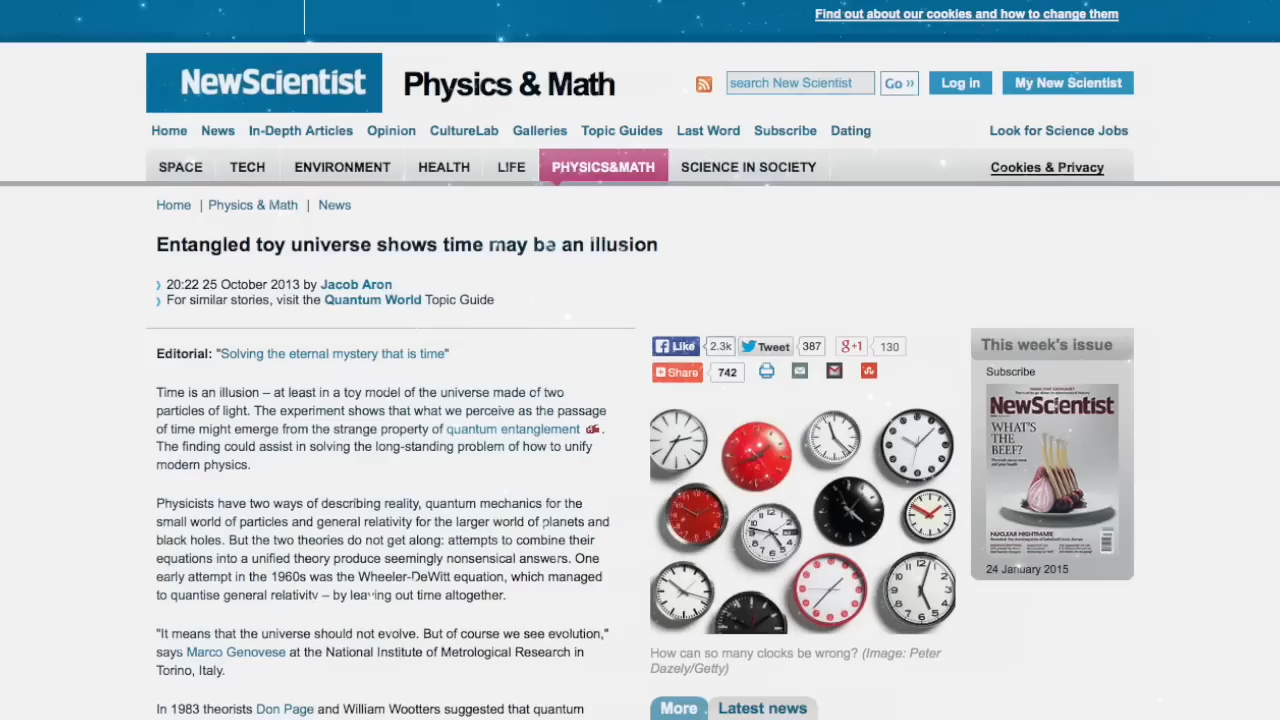 Find out about our cookies and how to change them
NewScientist
Physics & Math
search New Scientist
Go ››
Log in
My New Scientist
Home News In-Depth Articles Opinion CultureLab Galleries Topic Guides Last Word Subscribe Dating
Look for Science Jobs
SPACE TECH ENVIRONMENT HEALTH LIFE PHYSICS&MATH SCIENCE IN SOCIETY
Cookies & Privacy
Home | Physics & Math | News
Entangled toy universe shows time may be an illusion
20:22 25 October 2013 by Jacob Aron
For similar stories, visit the Quantum World Topic Guide
Editorial: "Solving the eternal mystery that is time"
Time is an illusion – at least in a toy model of the universe made of two
particles of light. The experiment shows that what we perceive as the passage
of time might emerge from the strange property of quantum entanglement .
The finding could assist in solving the long-standing problem of how to unify
modern physics.
Physicists have two ways of describing reality, quantum mechanics for the
small world of particles and general relativity for the larger world of planets and
black holes. But the two theories do not get along: attempts to combine their
equations into a unified theory produce seemingly nonsensical answers. One
early attempt in the 1960s was the Wheeler-DeWitt equation, which managed
to quantise general relativity – by leaving out time altogether.
"It means that the universe should not evolve. But of course we see evolution,"
says Marco Genovese at the National Institute of Metrological Research in
Torino, Italy.
In 1983 theorists Don Page and William Wootters suggested that quantum
Like 2.3k Tweet 387 g+1 130
Share 742
How can so many clocks be wrong? (Image: Peter
Dazely/Getty)
More Latest news
This week's issue
Subscribe
NewScientist
WHAT'S
THE
BEEF?
NUCLEAR NIGHTMARE
24 January 2015